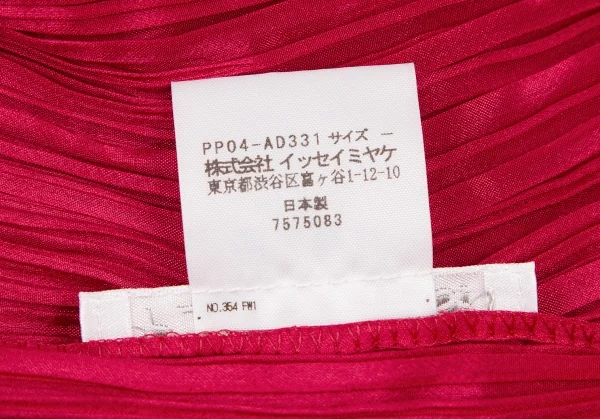 PP04-AD331 サイズ —
株式会社 イッセイミヤケ
東京都渋谷区富ヶ谷1-12-10
日本製
7575083
NO.354 FW1